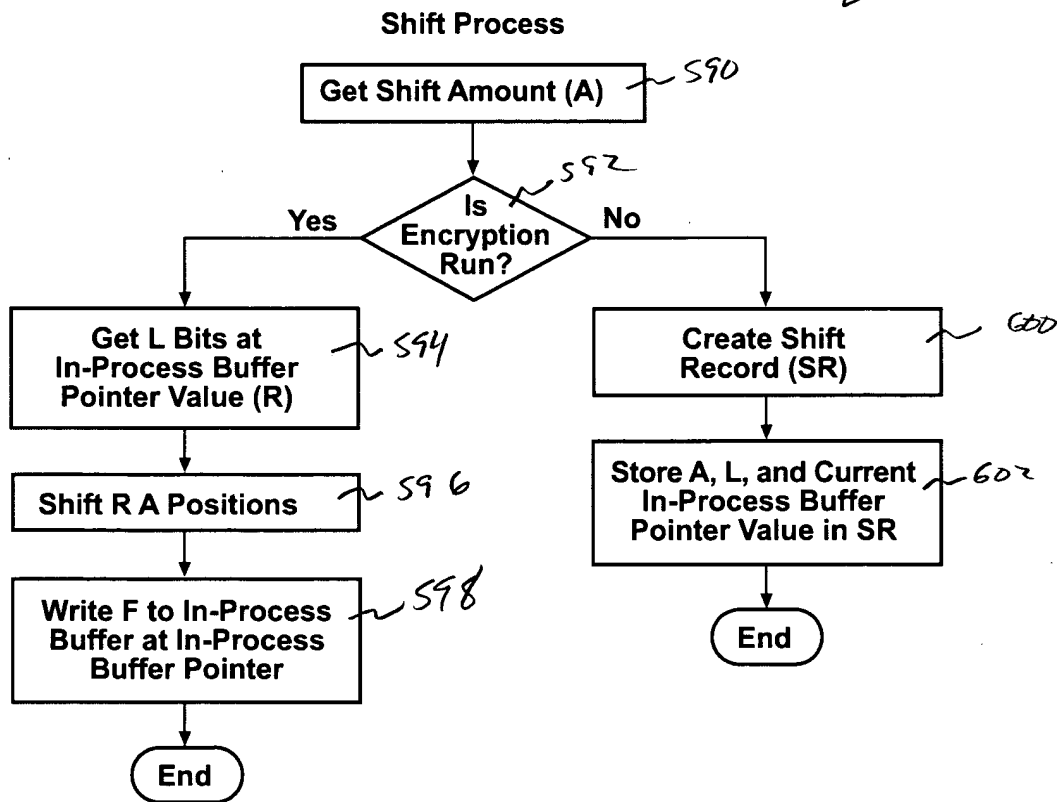 Shift Process
Get Shift Amount (A)
590
592
Is
Encryption
Run?
Yes
No
Get L Bits at
In-Process Buffer
Pointer Value (R)
594
Create Shift
Record (SR)
600
Shift R A Positions
596
Store A, L, and Current
In-Process Buffer
Pointer Value in SR
602
Write F to In-Process
Buffer at In-Process
Buffer Pointer
598
End
End